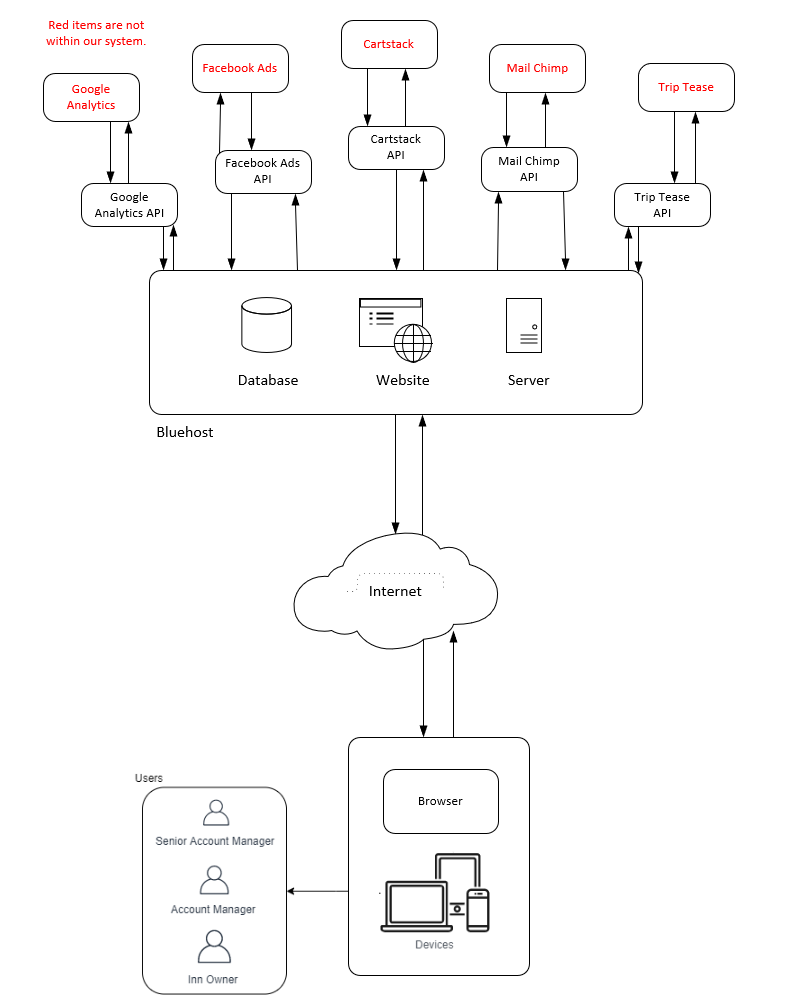 Red items are not
within our system.
Cartstack
Facebook Ads
Mail Chimp
Google
Analytics
Trip Tease
Cartstack
API
Facebook Ads
API
Mail Chimp
API
Google
Analytics API
Trip Tease
API
Database
Website
Server
Bluehost
Internet
Users
Browser
Senior Account Manager
Account Manager
Devices
Inn Owner